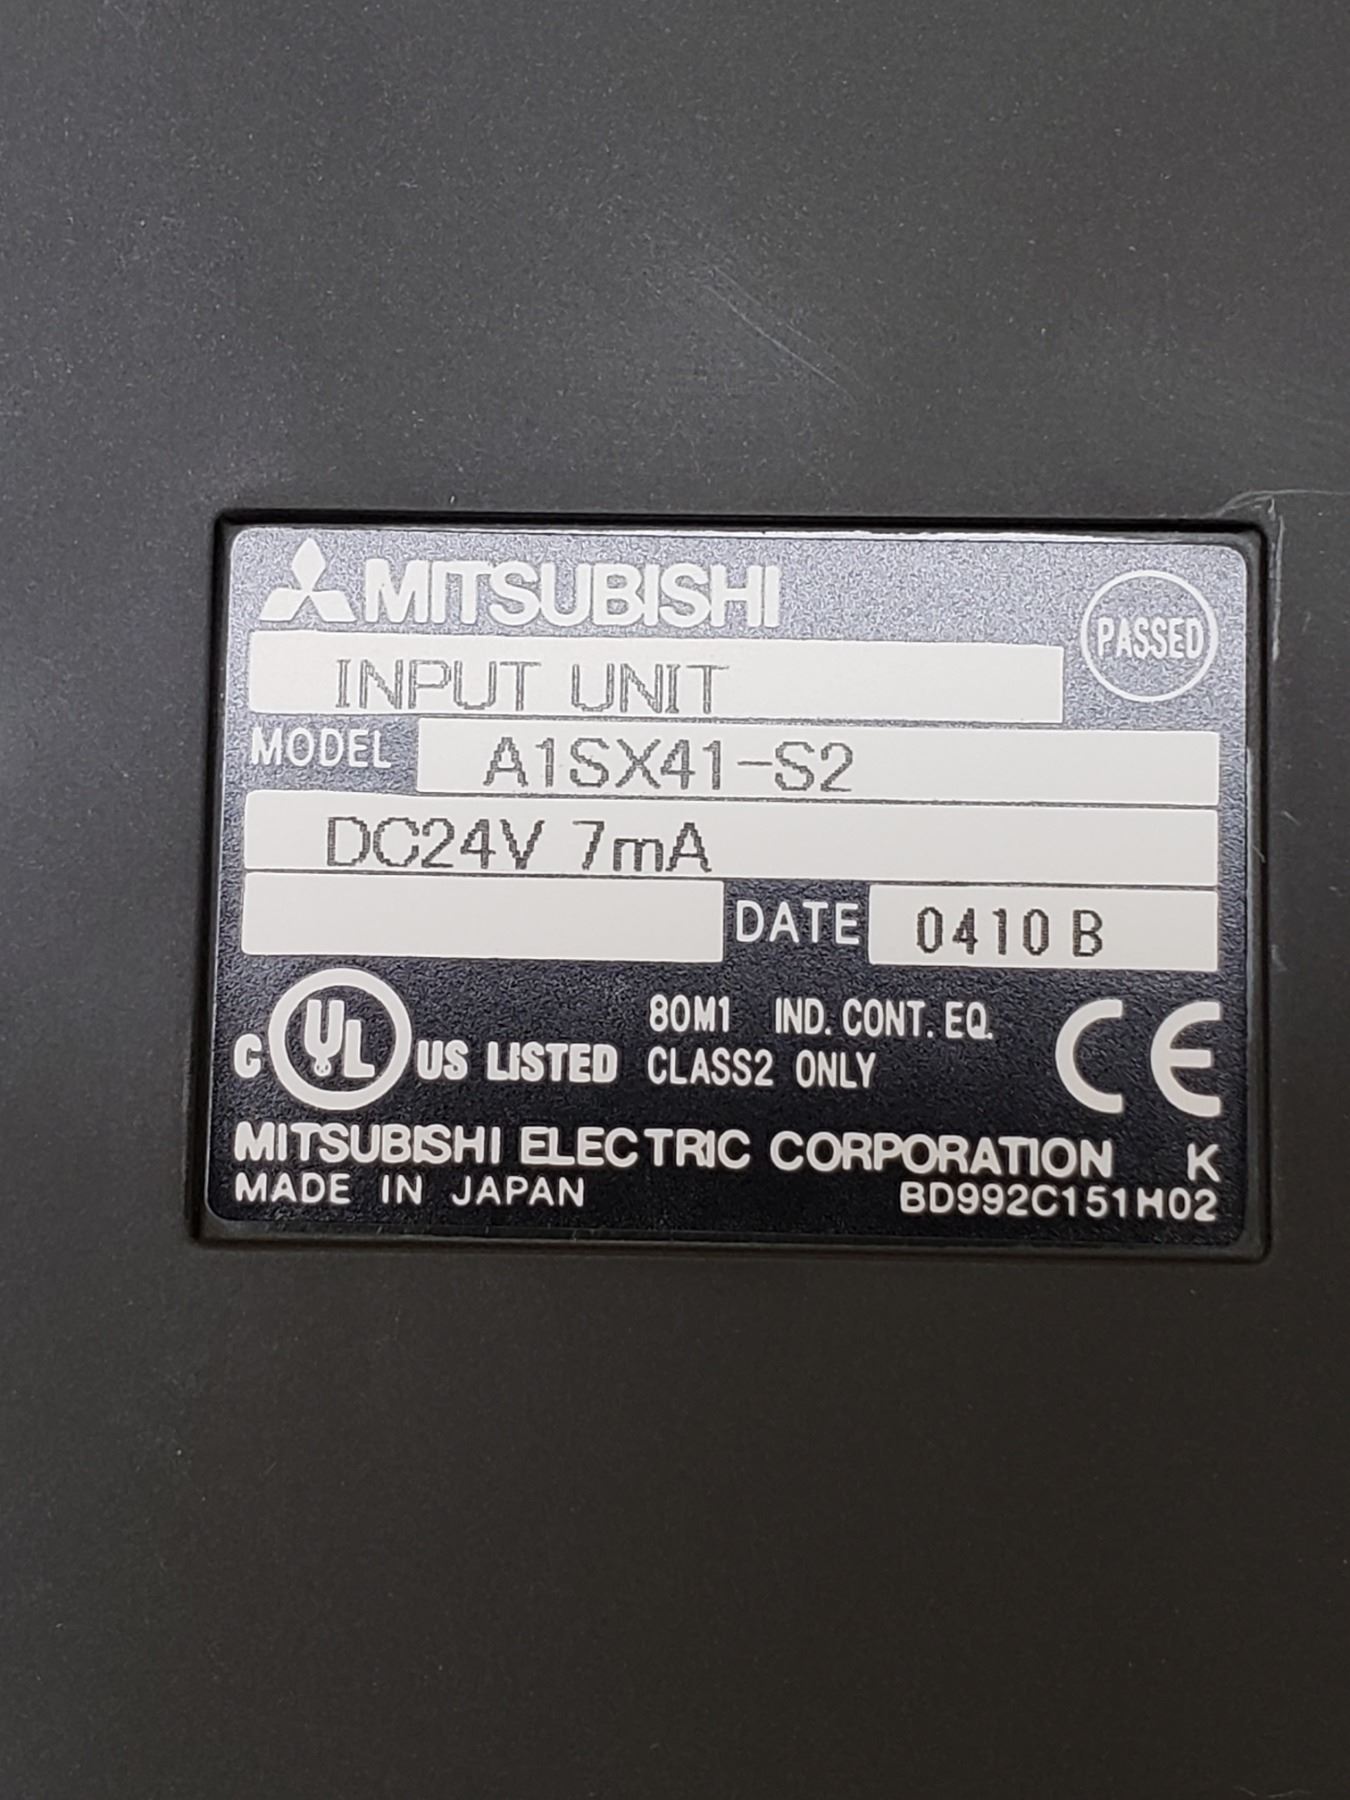 MITSUBISHI
PASSED
INPUT UNIT
MODEL A1SX41-S2
DC24V 7mA
DATE 0410 B
C UL US LISTED
80M1 IND. CONT. EQ.
CLASS2 ONLY
CE
MITSUBISHI ELECTRIC CORPORATION K
MADE IN JAPAN BD992C151H02